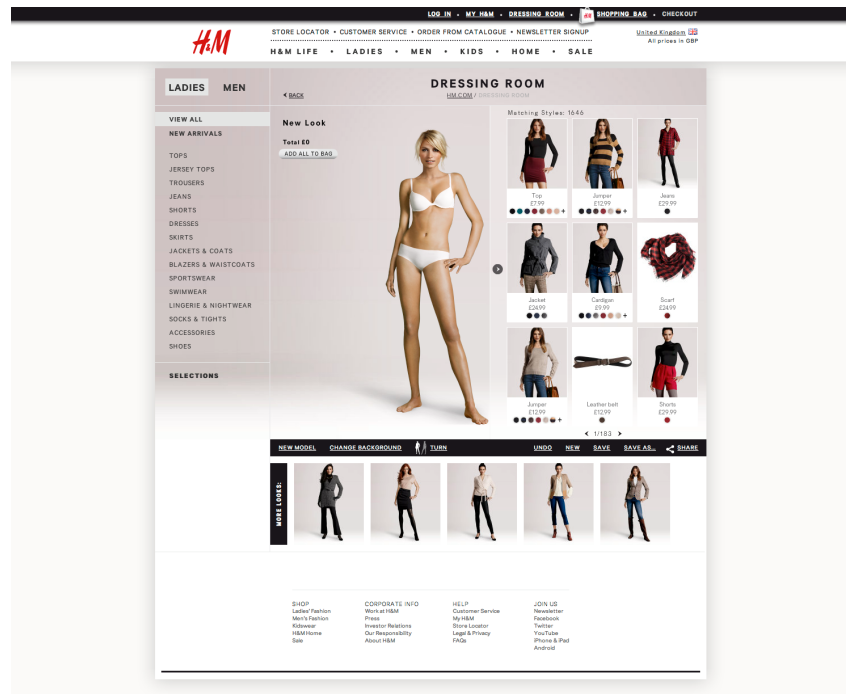 LOG IN • MY H&M • DRESSING ROOM • H&M SHOPPING BAG • CHECKOUT
H&M
STORE LOCATOR • CUSTOMER SERVICE • ORDER FROM CATALOGUE • NEWSLETTER SIGNUP
United Kingdom
All prices in GBP
H&M LIFE • LADIES • MEN • KIDS • HOME • SALE
LADIES MEN
DRESSING ROOM
BACK
HM.COM / DRESSING ROOM
VIEW ALL
NEW ARRIVALS
TOPS
JERSEY TOPS
TROUSERS
JEANS
SHORTS
DRESSES
SKIRTS
JACKETS & COATS
BLAZERS & WAISTCOATS
SPORTSWEAR
SWIMWEAR
LINGERIE & NIGHTWEAR
SOCKS & TIGHTS
ACCESSORIES
SHOES
SELECTIONS
New Look
Total £0
ADD ALL TO BAG
Matching Styles: 1646
Top
£7.99
+
Jumper
£12.99
+
Jeans
£29.99
Jacket
£24.99
Cardigan
£9.99
+
Scarf
£24.99
Jumper
£12.99
+
Leather belt
£12.99
Shorts
£29.99
1/183
NEW MODEL CHANGE BACKGROUND TURN UNDO NEW SAVE SAVE AS... SHARE
MORE LOOKS:
SHOP
Ladies' Fashion
Men's Fashion
Kidswear
H&M Home
Sale
CORPORATE INFO
Work at H&M
Press
Investor Relations
Our Responsibility
About H&M
HELP
Customer Service
My H&M
Store Locator
Legal & Privacy
FAQs
JOIN US
Newsletter
Facebook
Twitter
YouTube
iPhone & iPad
Android